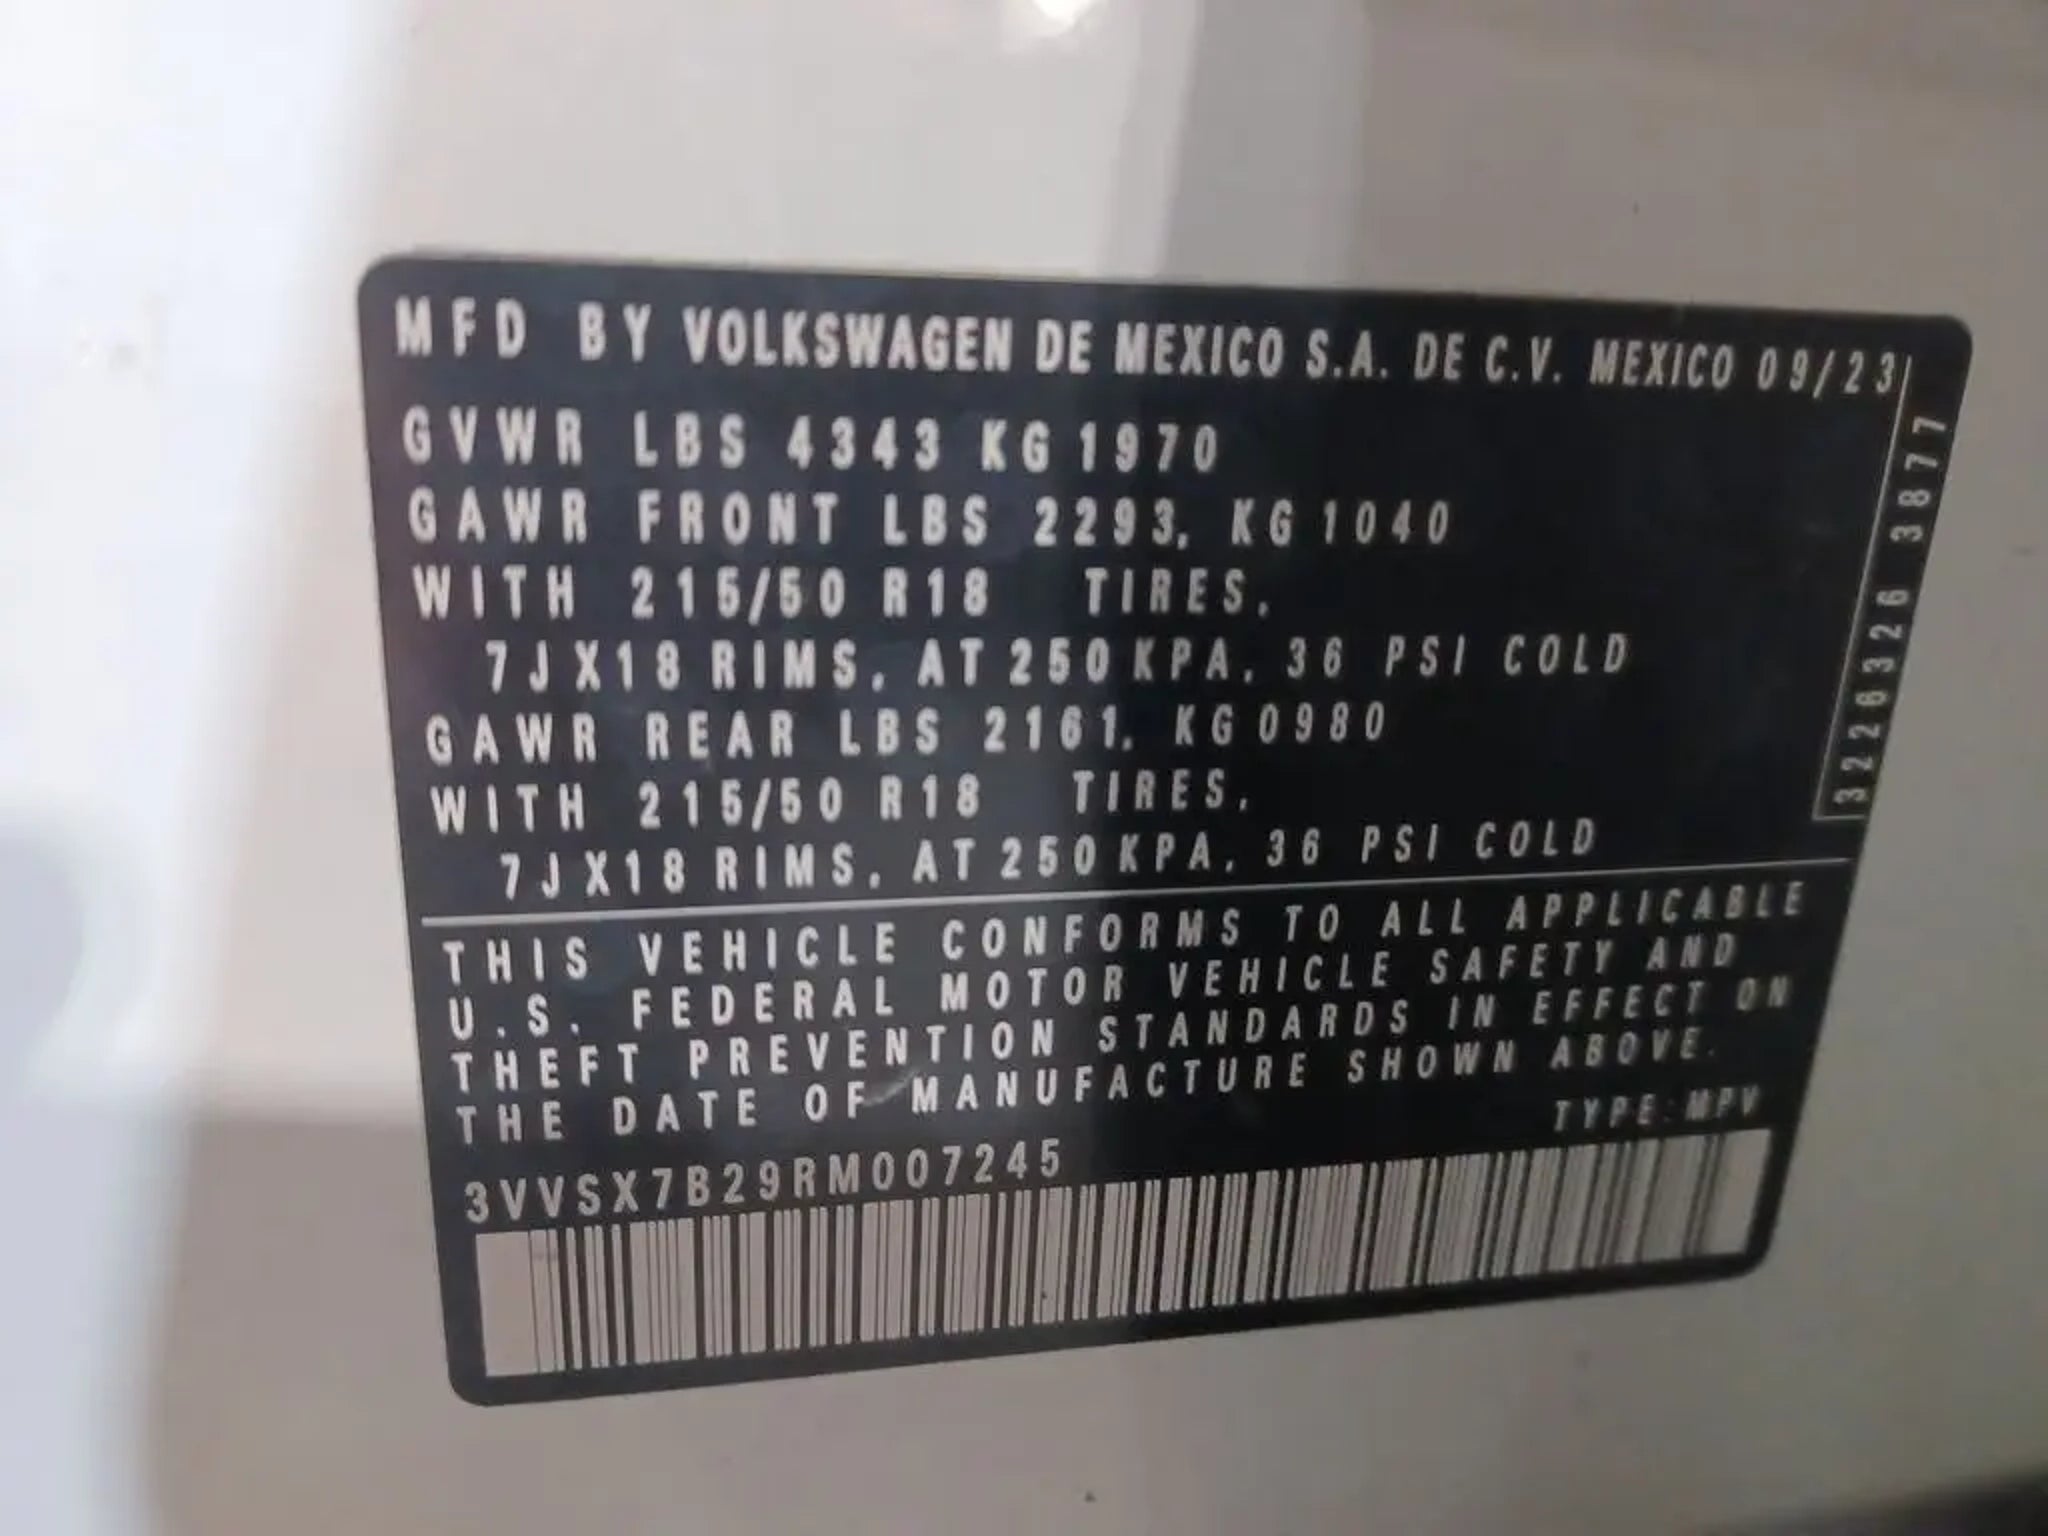 MFD BY VOLKSWAGEN DE MEXICO S.A. DE C.V. MEXICO 09/23
GVWR LBS 4343 KG 1970
GAWR FRONT LBS 2293, KG 1040
WITH 215/50 R18 TIRES,
7JX18 RIMS, AT 250 KPA, 36 PSI COLD
GAWR REAR LBS 2161, KG 0980
WITH 215/50 R18 TIRES,
7JX18 RIMS, AT 250 KPA, 36 PSI COLD
3226326 3877
THIS VEHICLE CONFORMS TO ALL APPLICABLE
U.S. FEDERAL MOTOR VEHICLE SAFETY AND
THEFT PREVENTION STANDARDS IN EFFECT ON
THE DATE OF MANUFACTURE SHOWN ABOVE.
TYPE: MPV
3VVSX7B29RM007245